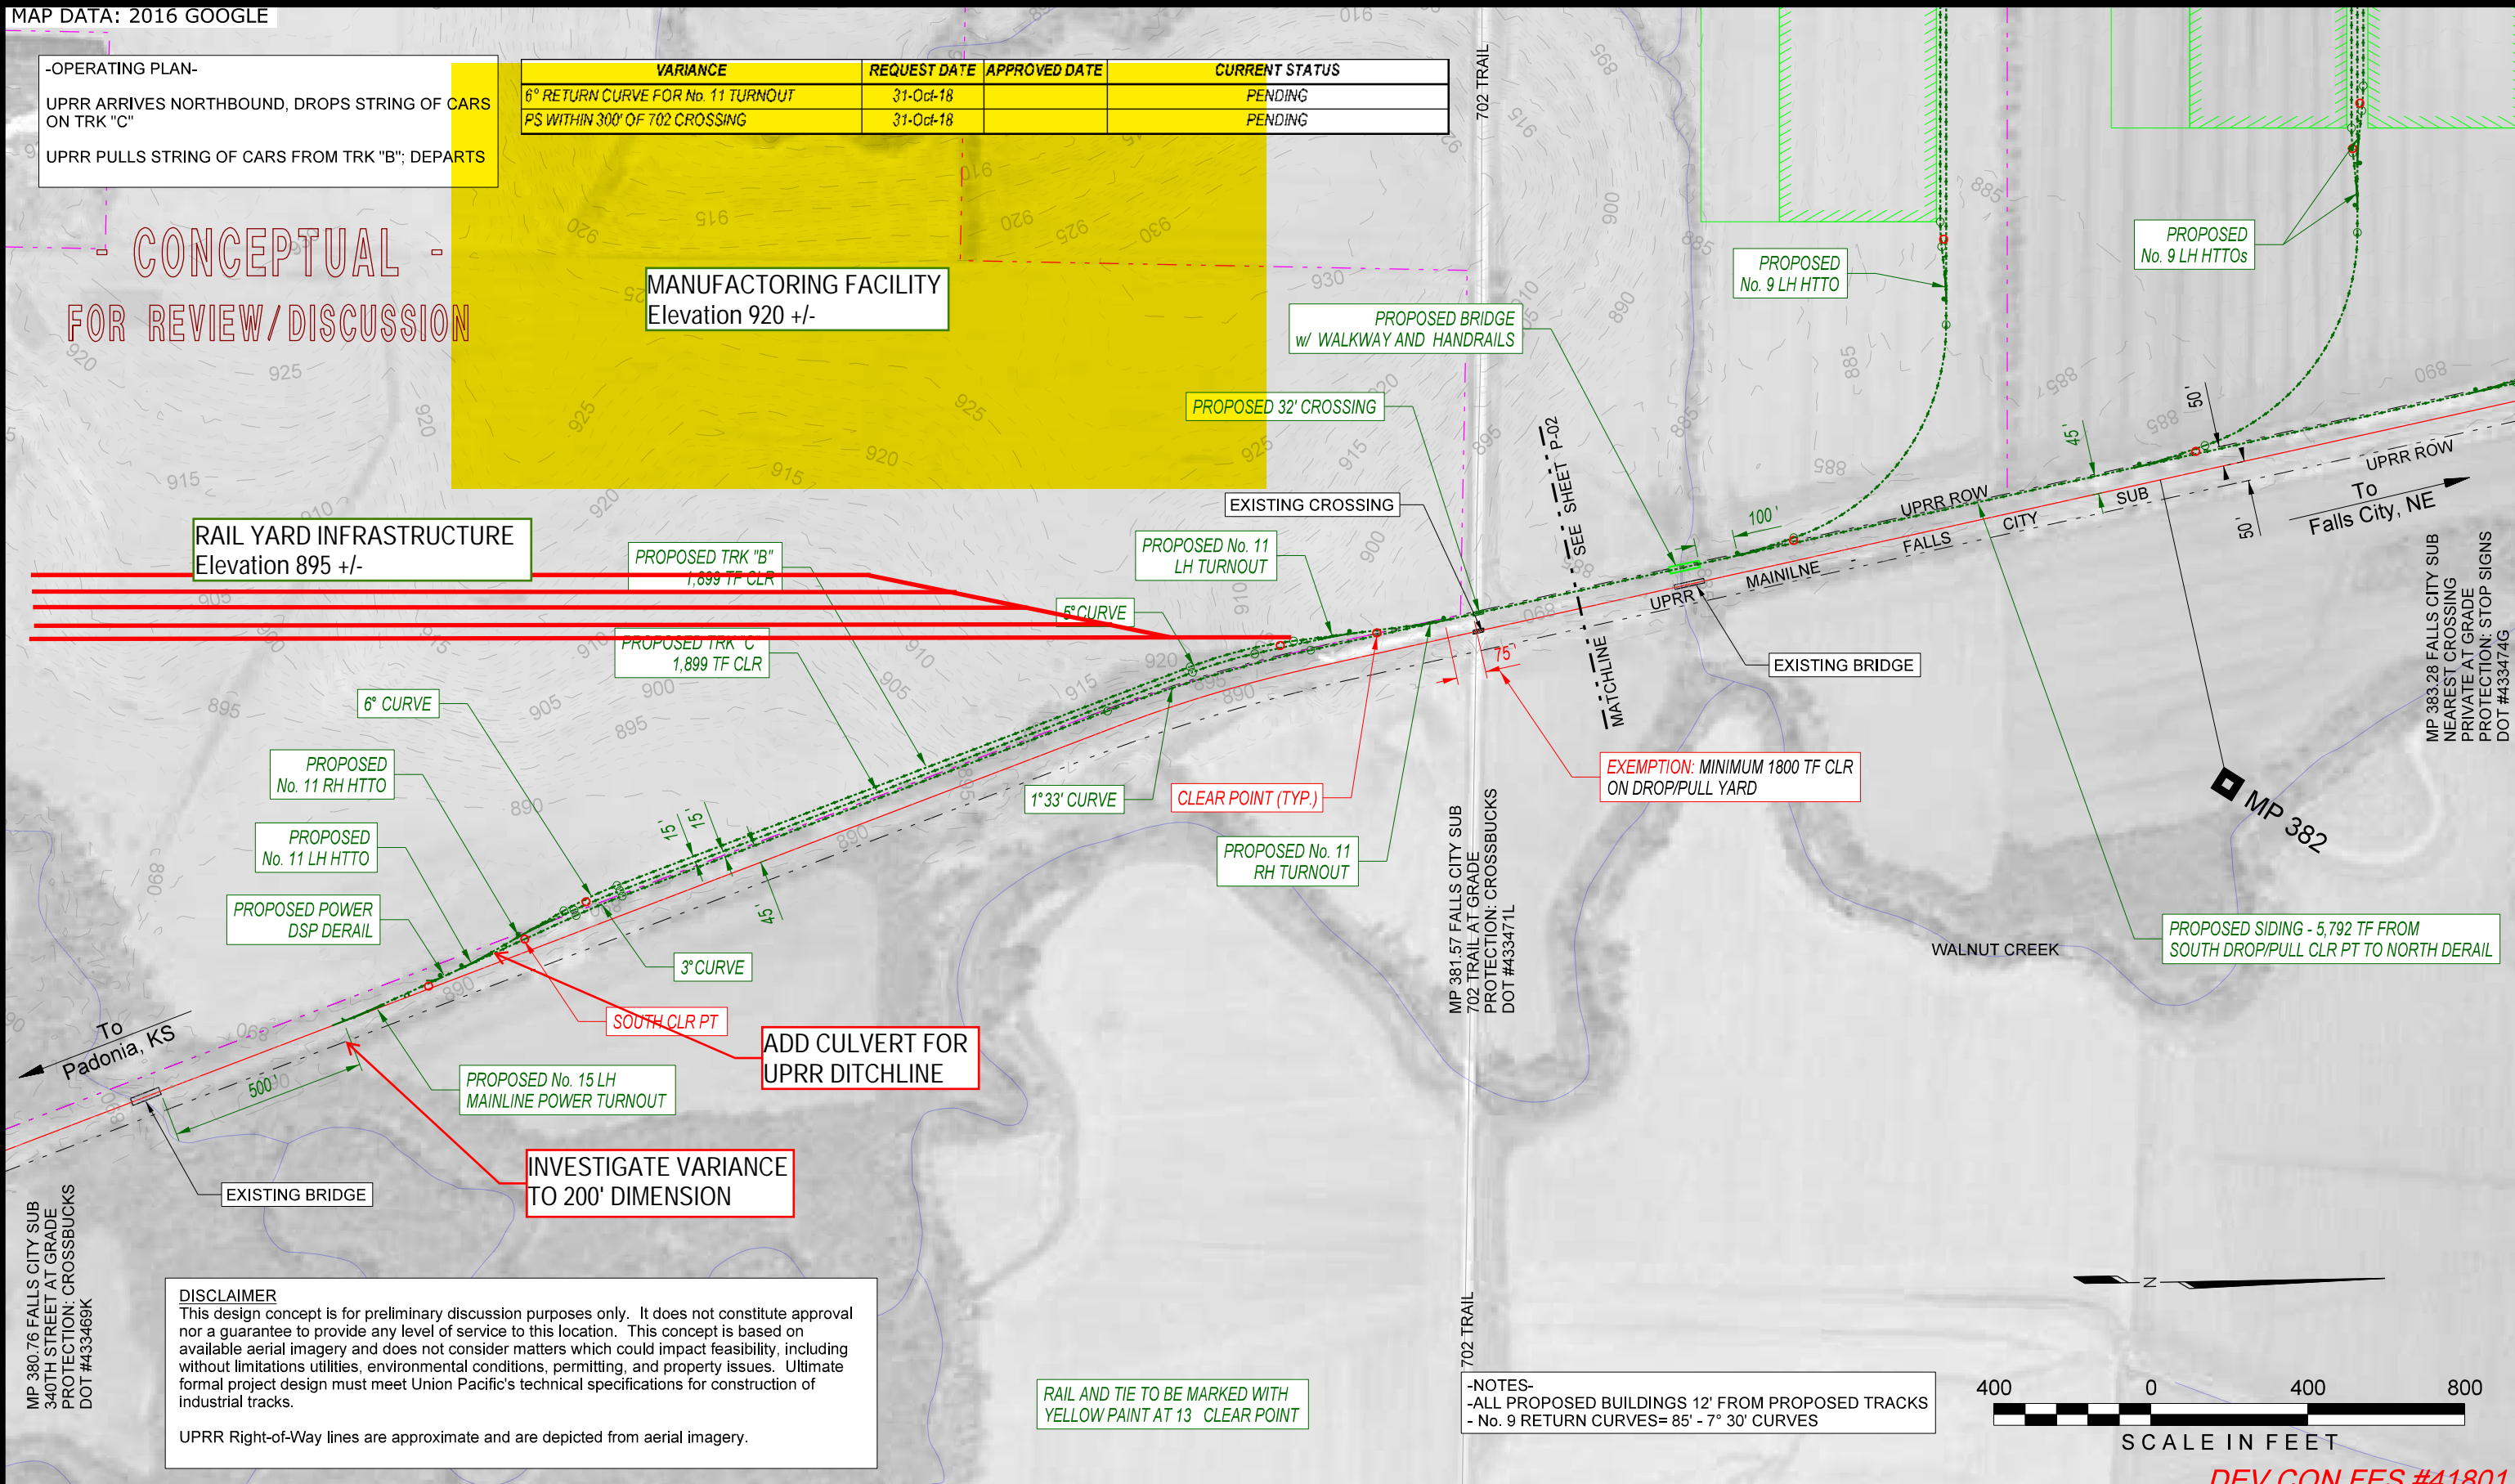 MAP DATA: 2016 GOOGLE
-OPERATING PLAN-
UPRR ARRIVES NORTHBOUND, DROPS STRING OF CARS
ON TRK "C"
UPRR PULLS STRING OF CARS FROM TRK "B"; DEPARTS
VARIANCE REQUEST DATE APPROVED DATE CURRENT STATUS
6° RETURN CURVE FOR No. 11 TURNOUT 31-Oct-18 PENDING
PS WITHIN 300' OF 702 CROSSING 31-Oct-18 PENDING
- CONCEPTUAL -
FOR REVIEW/DISCUSSION
MANUFACTORING FACILITY
Elevation 920 +/-
702 TRAIL
PROPOSED
No. 9 LH HTTO
PROPOSED
No. 9 LH HTTOs
PROPOSED BRIDGE
w/ WALKWAY AND HANDRAILS
PROPOSED 32' CROSSING
EXISTING CROSSING
SEE SHEET P-02
MATCHLINE
RAIL YARD INFRASTRUCTURE
Elevation 895 +/-
PROPOSED TRK "B"
1,899 TF CLR
PROPOSED TRK "C"
1,899 TF CLR
PROPOSED No. 11
LH TURNOUT
5° CURVE
6° CURVE
PROPOSED
No. 11 RH HTTO
PROPOSED
No. 11 LH HTTO
PROPOSED POWER
DSP DERAIL
15'
15'
45'
3° CURVE
1°33' CURVE
CLEAR POINT (TYP.)
PROPOSED No. 11
RH TURNOUT
75'
EXISTING BRIDGE
EXEMPTION: MINIMUM 1800 TF CLR
ON DROP/PULL YARD
100'
45'
50'
50'
UPRR ROW
UPRR ROW
UPRR MAINILNE FALLS CITY SUB
To
Falls City, NE
MP 383.28 FALLS CITY SUB
NEAREST CROSSING
PRIVATE AT GRADE
PROTECTION: STOP SIGNS
DOT #433474G
MP 382
MP 381.57 FALLS CITY SUB
702 TRAIL AT GRADE
PROTECTION: CROSSBUCKS
DOT #433471L
WALNUT CREEK
PROPOSED SIDING - 5,792 TF FROM
SOUTH DROP/PULL CLR PT TO NORTH DERAIL
SOUTH CLR PT
ADD CULVERT FOR
UPRR DITCHLINE
To
Padonia, KS
500'
PROPOSED No. 15 LH
MAINLINE POWER TURNOUT
INVESTIGATE VARIANCE
TO 200' DIMENSION
EXISTING BRIDGE
MP 380.76 FALLS CITY SUB
340TH STREET AT GRADE
PROTECTION: CROSSBUCKS
DOT #433469K
DISCLAIMER
This design concept is for preliminary discussion purposes only. It does not constitute approval
nor a guarantee to provide any level of service to this location. This concept is based on
available aerial imagery and does not consider matters which could impact feasibility, including
without limitations utilities, environmental conditions, permitting, and property issues. Ultimate
formal project design must meet Union Pacific's technical specifications for construction of
industrial tracks.
UPRR Right-of-Way lines are approximate and are depicted from aerial imagery.
RAIL AND TIE TO BE MARKED WITH
YELLOW PAINT AT 13 CLEAR POINT
702 TRAIL
-NOTES-
-ALL PROPOSED BUILDINGS 12' FROM PROPOSED TRACKS
- No. 9 RETURN CURVES= 85' - 7° 30' CURVES
N
400 0 400 800
SCALE IN FEET
DEV CON FES #41801